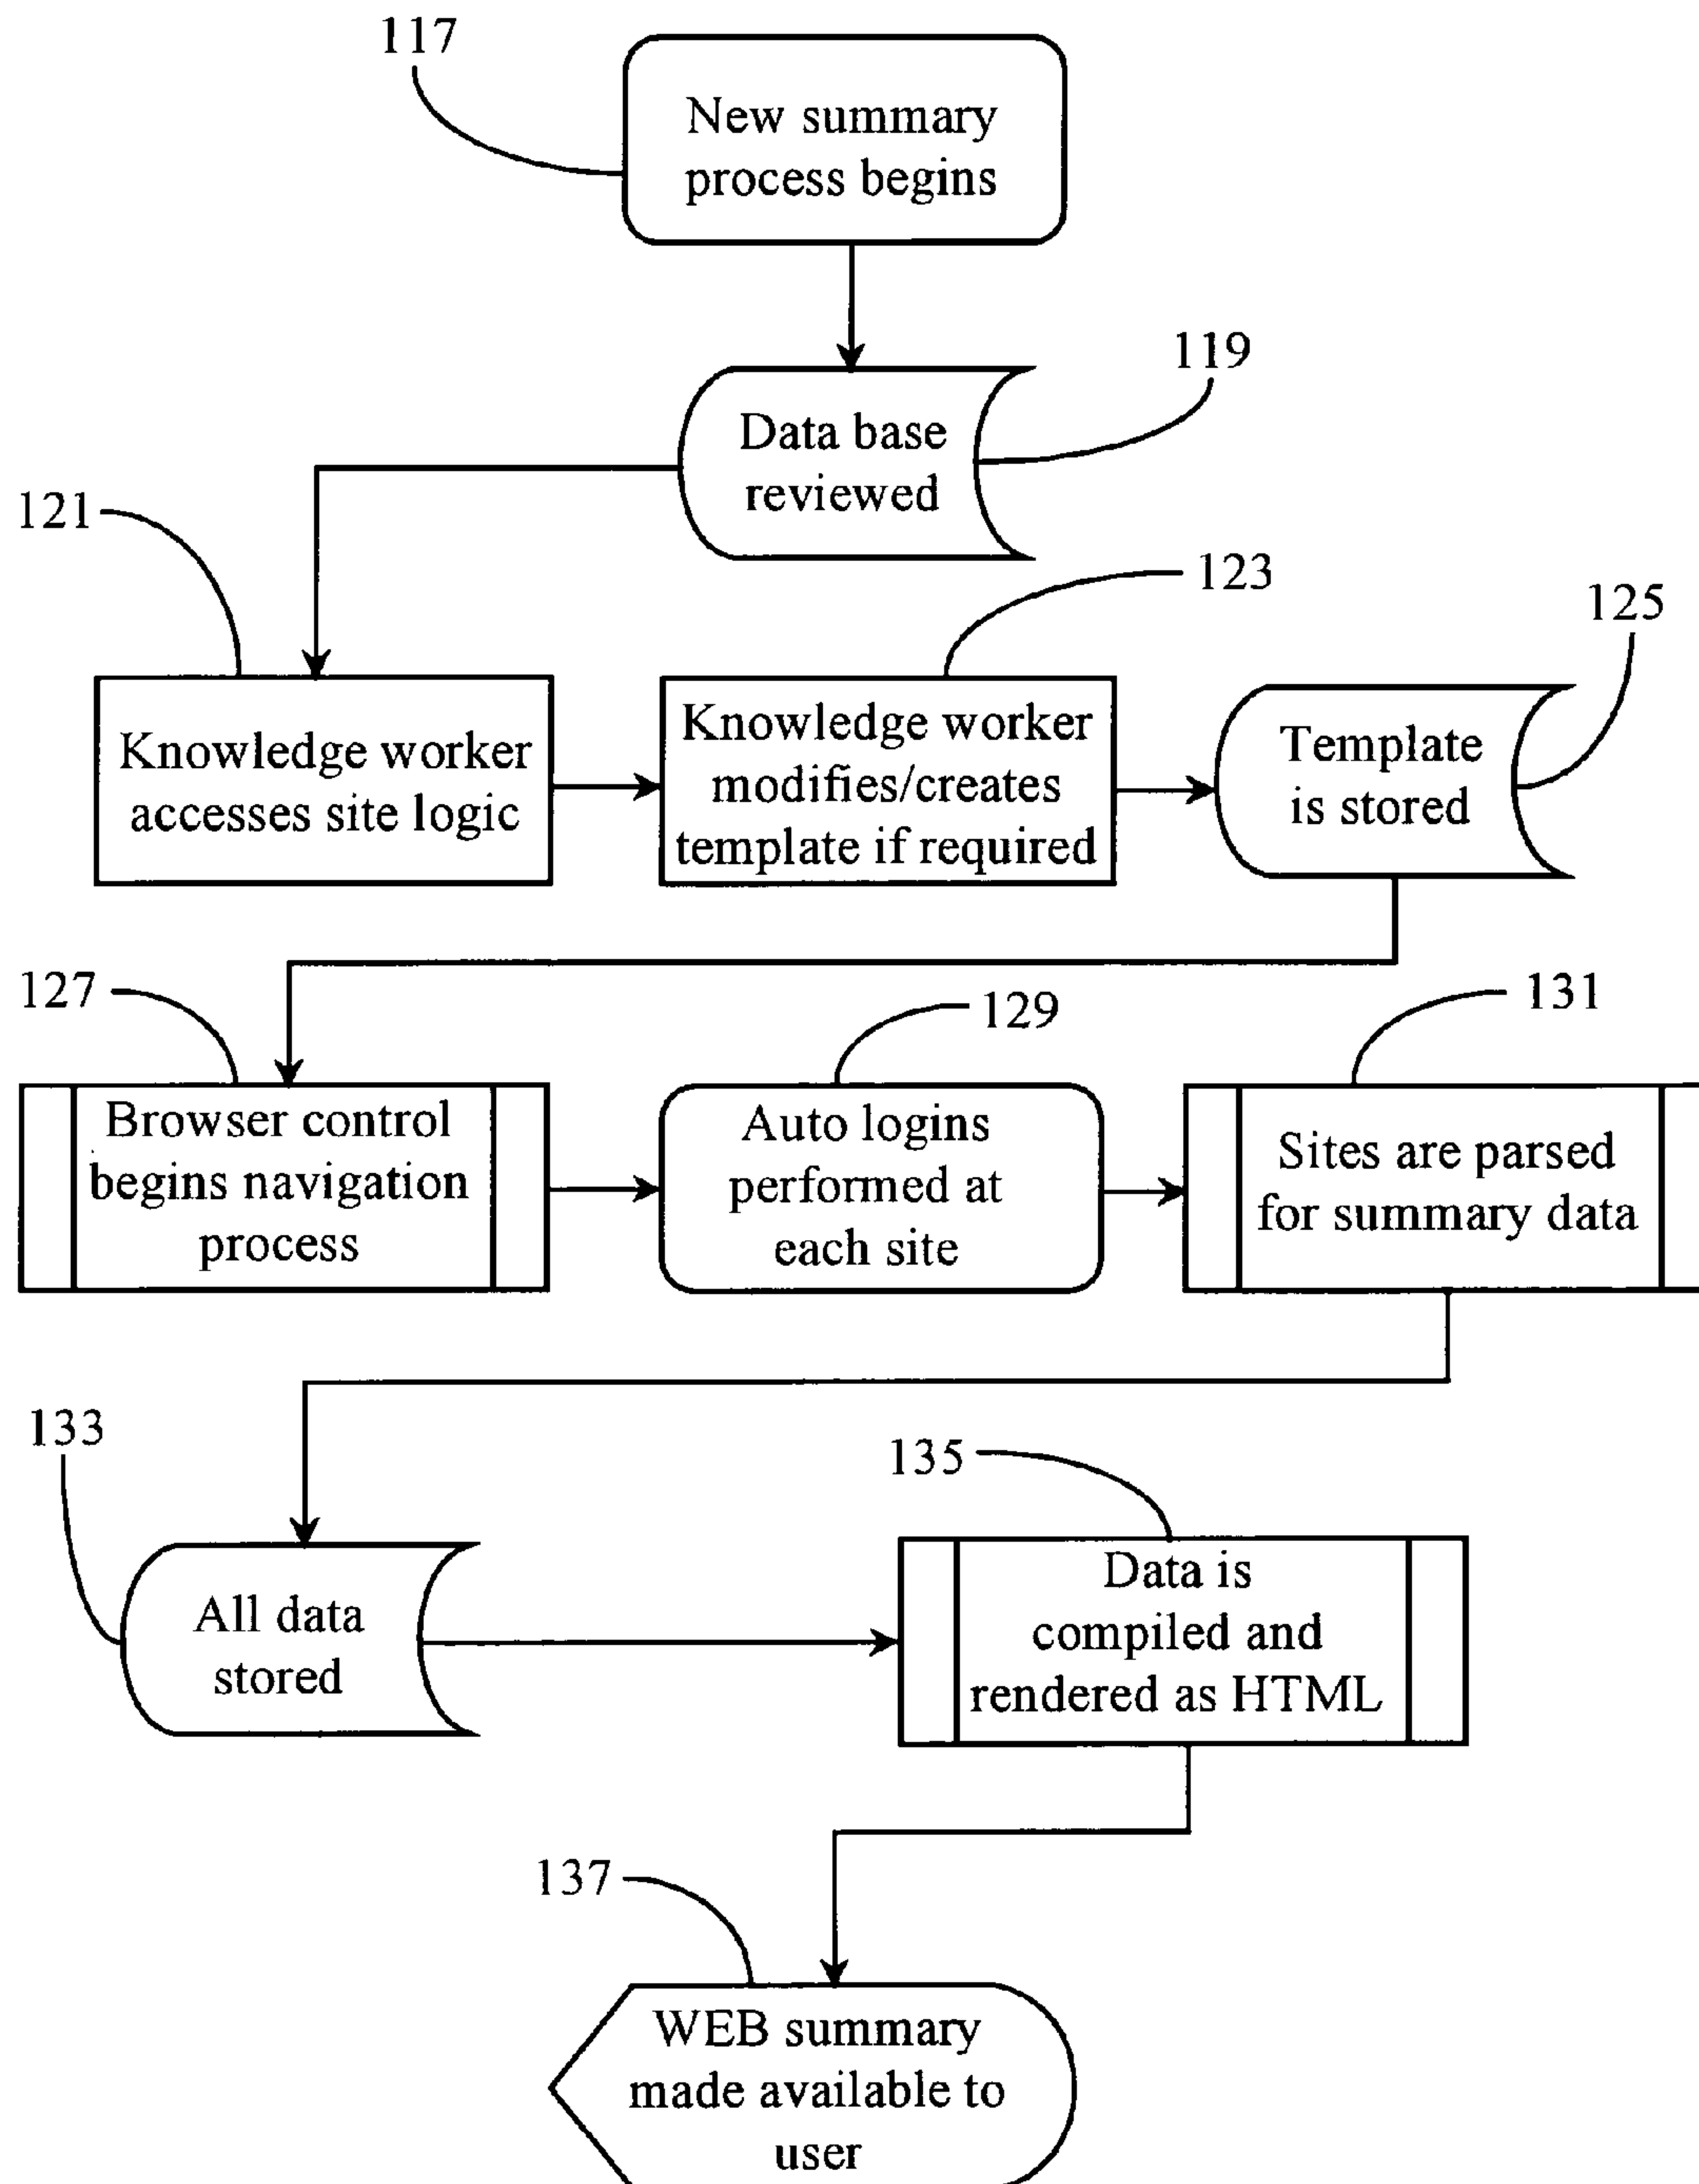 117
New summary
process begins
119
Data base
reviewed
121
123
125
Knowledge worker
accesses site logic
Knowledge worker
modifies/creates
template if required
Template
is stored
127
129
131
Browser control
begins navigation
process
Auto logins
performed at
each site
Sites are parsed
for summary data
133
135
All data
stored
Data is
compiled and
rendered as HTML
137
WEB summary
made available to
user